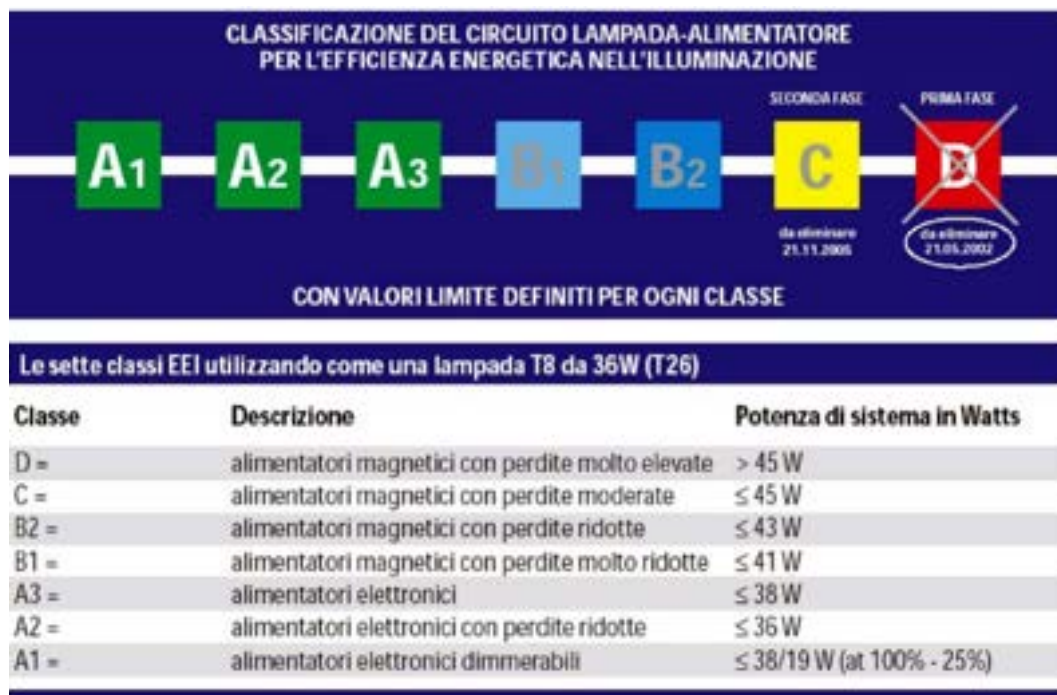 CLASSIFICAZIONE DEL CIRCUITO LAMPADA-ALIMENTATORE
PER L'EFFICIENZA ENERGETICA NELL'ILLUMINAZIONE
SECONDA FASE PRIMA FASE
A1 A2 A3 B1 B2 C D
da eliminare da eliminare
21.11.2005 21.05.2002
CON VALORI LIMITE DEFINITI PER OGNI CLASSE
Le sette classi EEI utilizzando come una lampada T8 da 36W (T26)
Classe Descrizione Potenza di sistema in Watts
D = alimentatori magnetici con perdite molto elevate > 45 W
C = alimentatori magnetici con perdite moderate ≤ 45 W
B2 = alimentatori magnetici con perdite ridotte ≤ 43 W
B1 = alimentatori magnetici con perdite molto ridotte ≤ 41 W
A3 = alimentatori elettronici ≤ 38 W
A2 = alimentatori elettronici con perdite ridotte ≤ 36 W
A1 = alimentatori elettronici dimmerabili ≤ 38/19 W (at 100% - 25%)